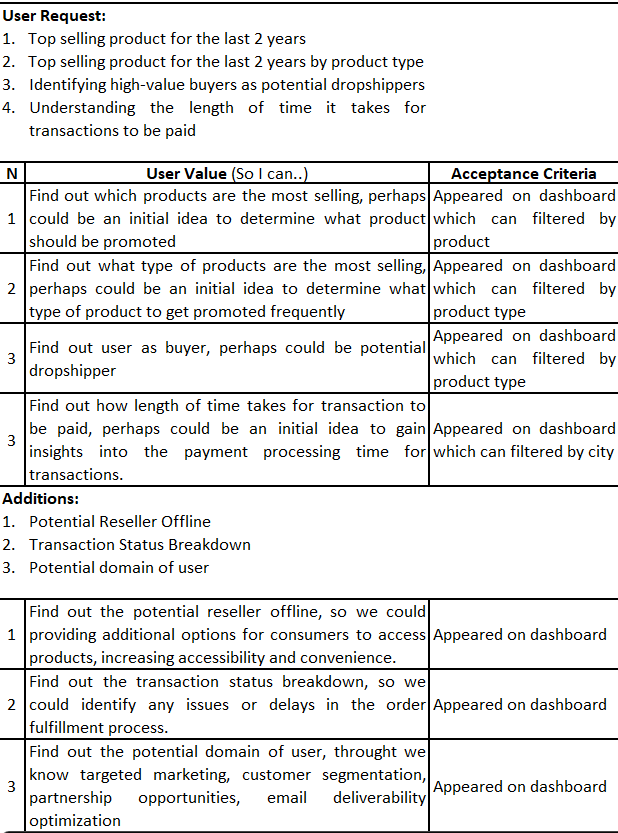 User Request:
1. Top selling product for the last 2 years
2. Top selling product for the last 2 years by product type
3. Identifying high-value buyers as potential dropshippers
4. Understanding the length of time it takes for
transactions to be paid
N User Value (So I can..) Acceptance Criteria
1
Find out which products are the most selling, perhaps
could be an initial idea to determine what product
should be promoted
Appeared on dashboard
which can filtered by
product
2
Find out what type of products are the most selling,
perhaps could be an initial idea to determine what
type of product to get promoted frequently
Appeared on dashboard
which can filtered by
product type
3
Find out user as buyer, perhaps could be potential
dropshipper
Appeared on dashboard
which can filtered by
product type
3
Find out how length of time takes for transaction to
be paid, perhaps could be an initial idea to gain
insights into the payment processing time for
transactions.
Appeared on dashboard
which can filtered by city
Additions:
1. Potential Reseller Offline
2. Transaction Status Breakdown
3. Potential domain of user
1
Find out the potential reseller offline, so we could
providing additional options for consumers to access
products, increasing accessibility and convenience.
Appeared on dashboard
2
Find out the transaction status breakdown, so we
could identify any issues or delays in the order
fulfillment process.
Appeared on dashboard
3
Find out the potential domain of user, throught we
know targeted marketing, customer segmentation,
partnership opportunities, email deliverability
optimization
Appeared on dashboard